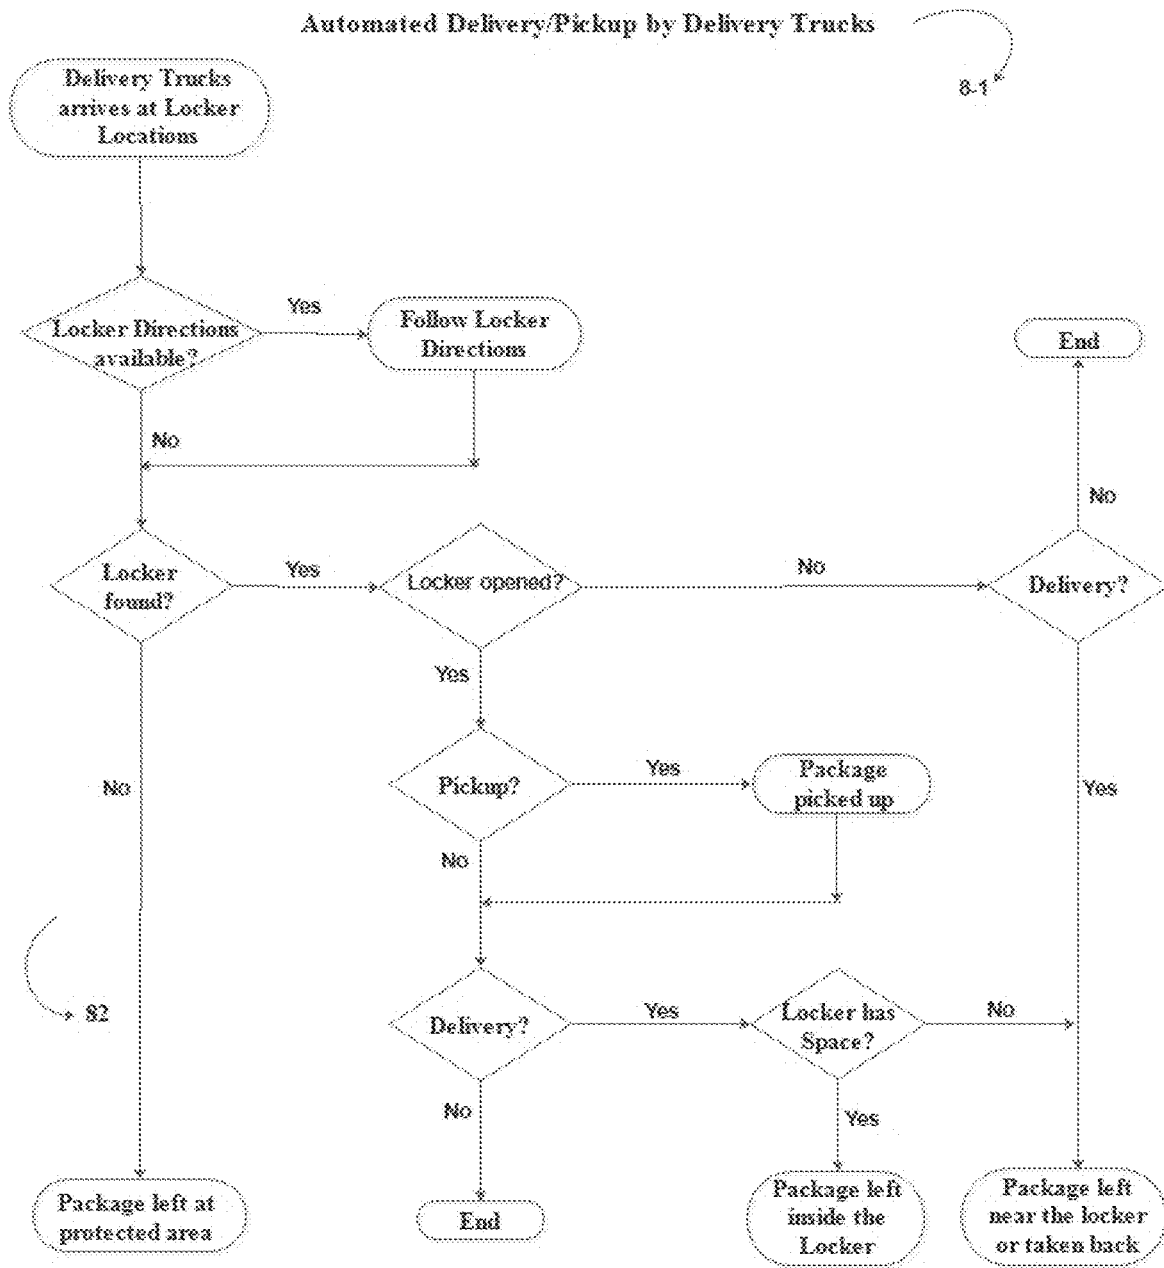 Automated Delivery/Pickup by Delivery Trucks
8-1
Delivery Trucks
arrives at Locker
Locations
Locker Directions
available?
Yes
Follow Locker
Directions
End
No
No
Locker
found?
Yes
Locker opened?
No
Delivery?
Yes
No
Pickup?
Yes
Package
picked up
Yes
No
82
Delivery?
Yes
Locker has
Space?
No
No
Yes
Package left at
protected area
End
Package left
inside the
Locker
Package left
near the locker
or taken back